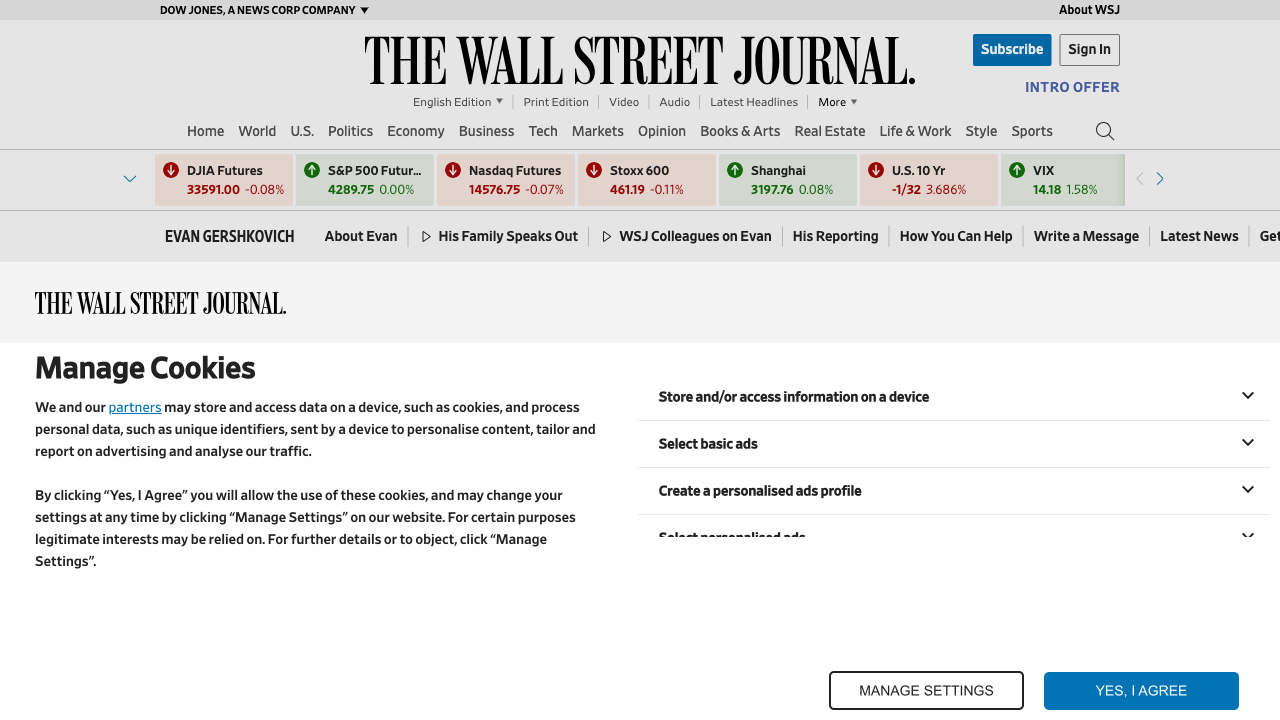 DOW JONES, A NEWS CORP COMPANY
About WSJ
THE WALL STREET JOURNAL.
Subscribe
Sign In
INTRO OFFER
English Edition
Print Edition
Video
Audio
Latest Headlines
More
Home
World
U.S.
Politics
Economy
Business
Tech
Markets
Opinion
Books & Arts
Real Estate
Life & Work
Style
Sports
DJIA Futures
33591.00 -0.08%
S&P 500 Futur...
4289.75 0.00%
Nasdaq Futures
14576.75 -0.07%
Stoxx 600
461.19 -0.11%
Shanghai
3197.76 0.08%
U.S. 10 Yr
-1/32 3.686%
VIX
14.18 1.58%
EVAN GERSHKOVICH
About Evan
His Family Speaks Out
WSJ Colleagues on Evan
His Reporting
How You Can Help
Write a Message
Latest News
Get
THE WALL STREET JOURNAL.
Manage Cookies
We and our partners may store and access data on a device, such as cookies, and process
personal data, such as unique identifiers, sent by a device to personalise content, tailor and
report on advertising and analyse our traffic.
By clicking “Yes, I Agree” you will allow the use of these cookies, and may change your
settings at any time by clicking “Manage Settings” on our website. For certain purposes
legitimate interests may be relied on. For further details or to object, click “Manage
Settings”.
Store and/or access information on a device
Select basic ads
Create a personalised ads profile
Select personalised ads
MANAGE SETTINGS
YES, I AGREE